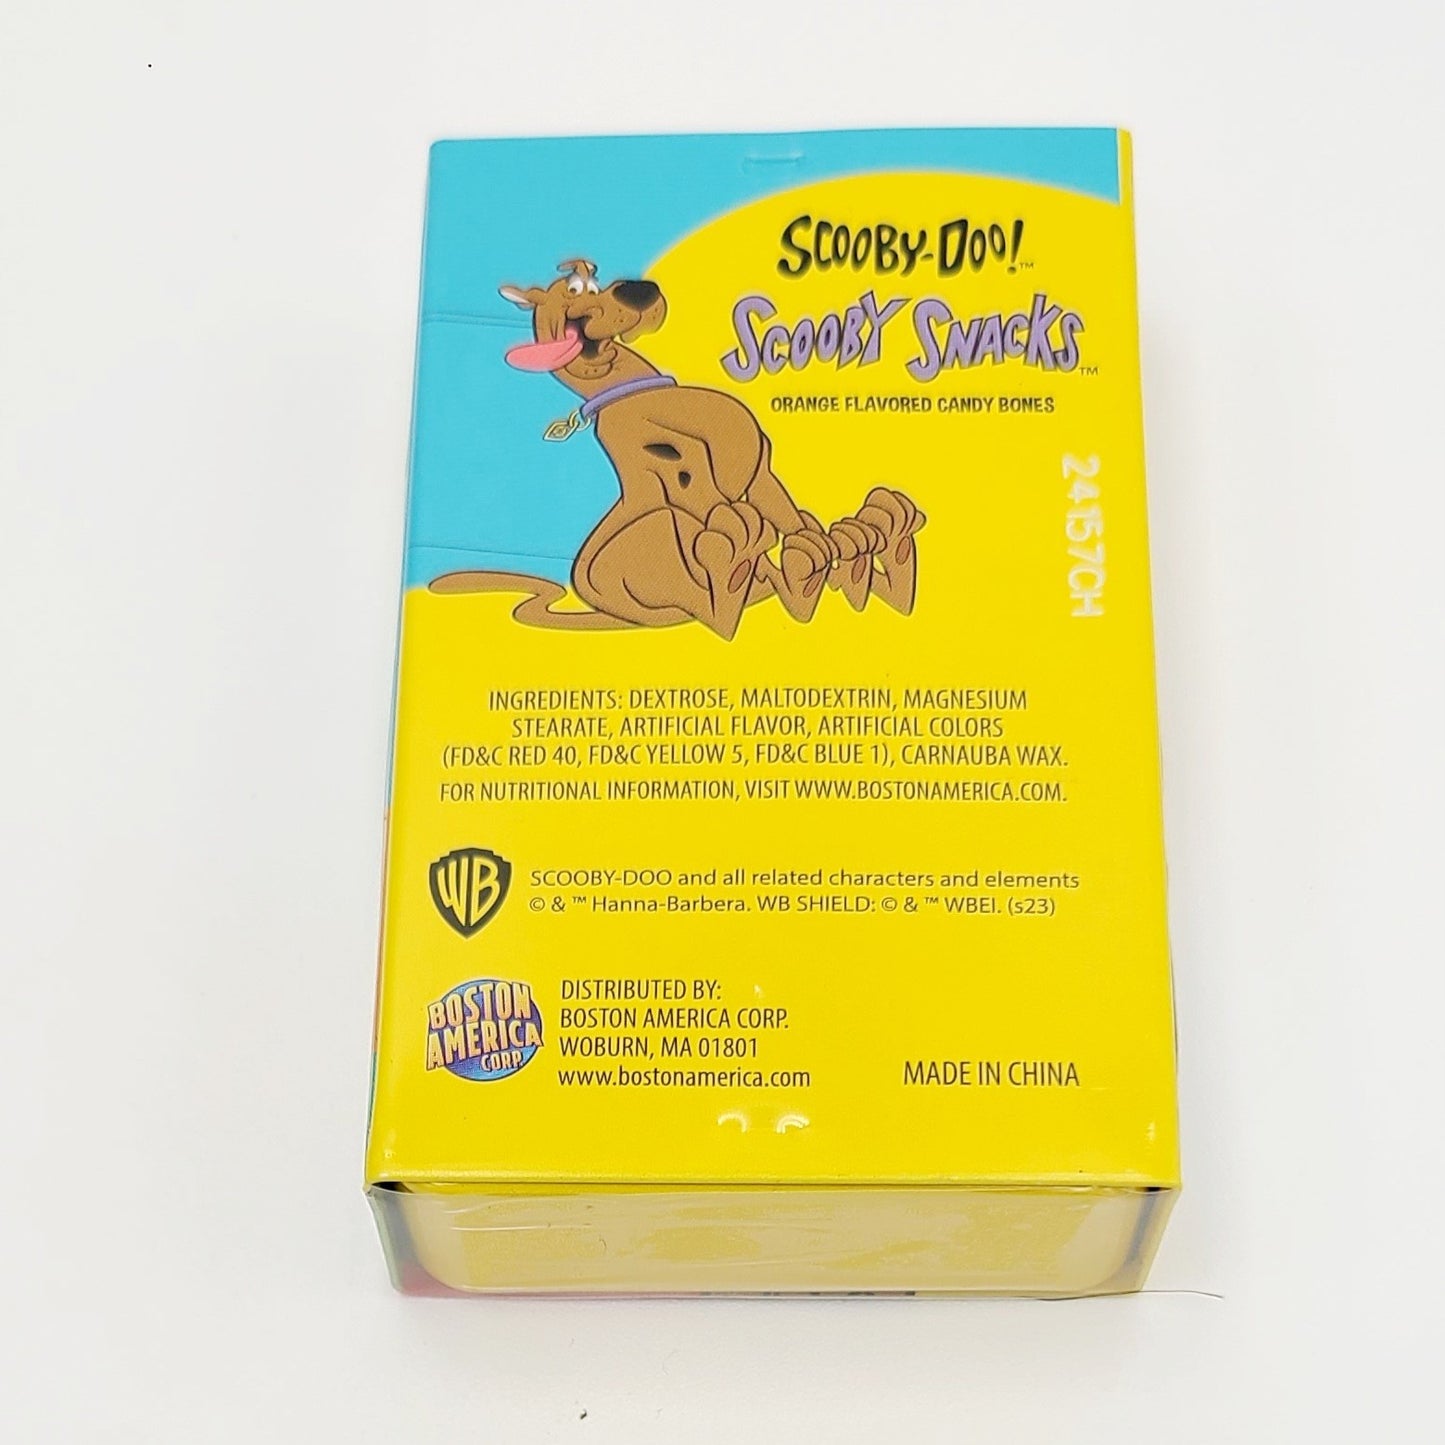 SCOOBY-DOO!™
SCOOBY SNACKS™
ORANGE FLAVORED CANDY BONES
24157CH
INGREDIENTS: DEXTROSE, MALTODEXTRIN, MAGNESIUM
STEARATE, ARTIFICIAL FLAVOR, ARTIFICIAL COLORS
(FD&C RED 40, FD&C YELLOW 5, FD&C BLUE 1), CARNAUBA WAX.
FOR NUTRITIONAL INFORMATION, VISIT WWW.BOSTONAMERICA.COM.
WB
SCOOBY-DOO and all related characters and elements
© & ™ Hanna-Barbera. WB SHIELD: © & ™ WBEI. (s23)
BOSTON
AMERICA
CORP.
DISTRIBUTED BY:
BOSTON AMERICA CORP.
WOBURN, MA 01801
www.bostonamerica.com
MADE IN CHINA